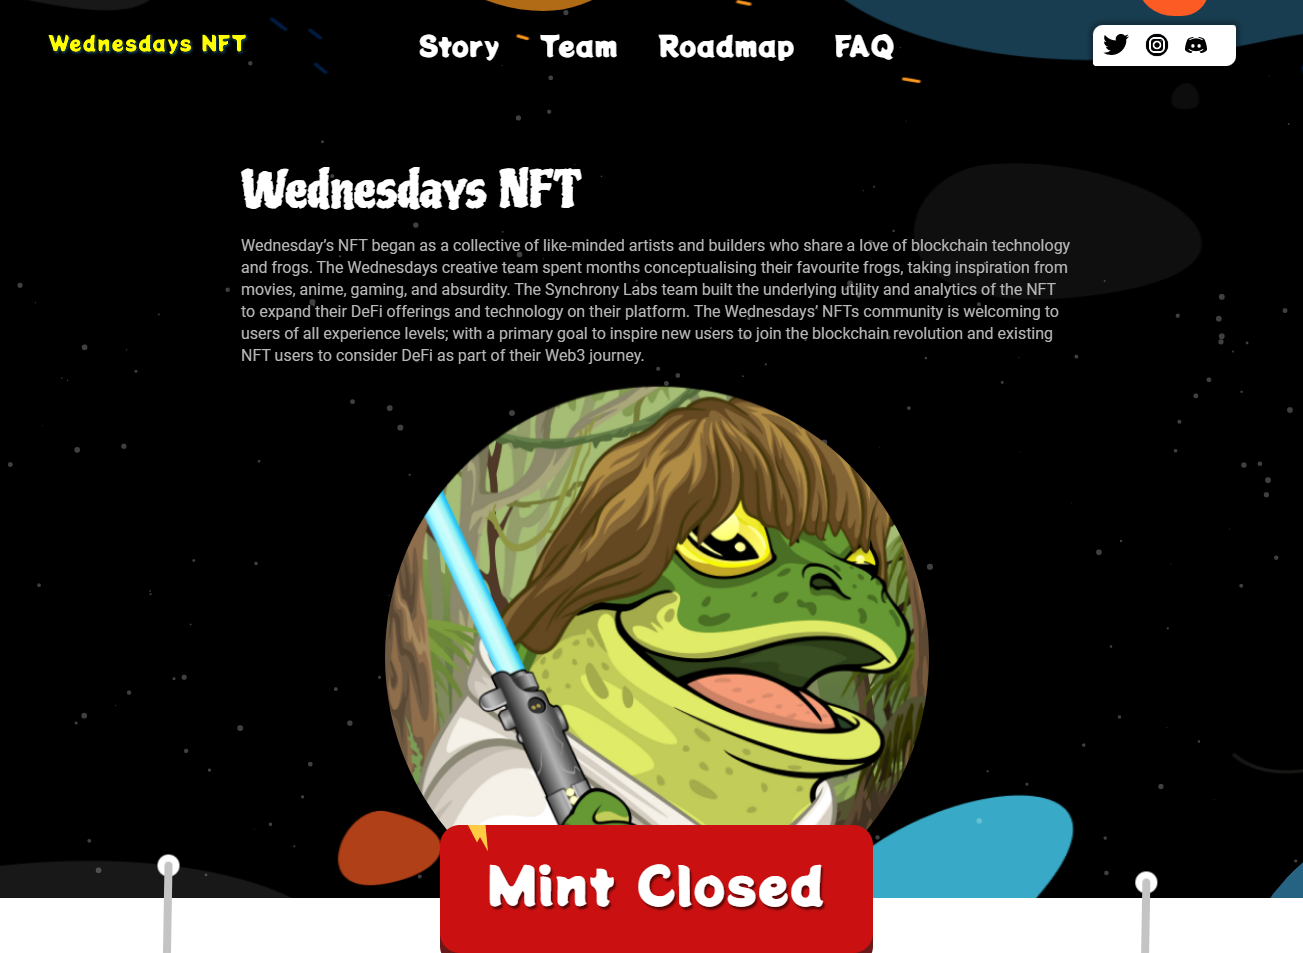 Wednesdays NFT
Story Team Roadmap FAQ
Wednesdays NFT
Wednesday’s NFT began as a collective of like-minded artists and builders who share a love of blockchain technology
and frogs. The Wednesdays creative team spent months conceptualising their favourite frogs, taking inspiration from
movies, anime, gaming, and absurdity. The Synchrony Labs team built the underlying utility and analytics of the NFT
to expand their DeFi offerings and technology on their platform. The Wednesdays’ NFTs community is welcoming to
users of all experience levels; with a primary goal to inspire new users to join the blockchain revolution and existing
NFT users to consider DeFi as part of their Web3 journey.
Mint Closed